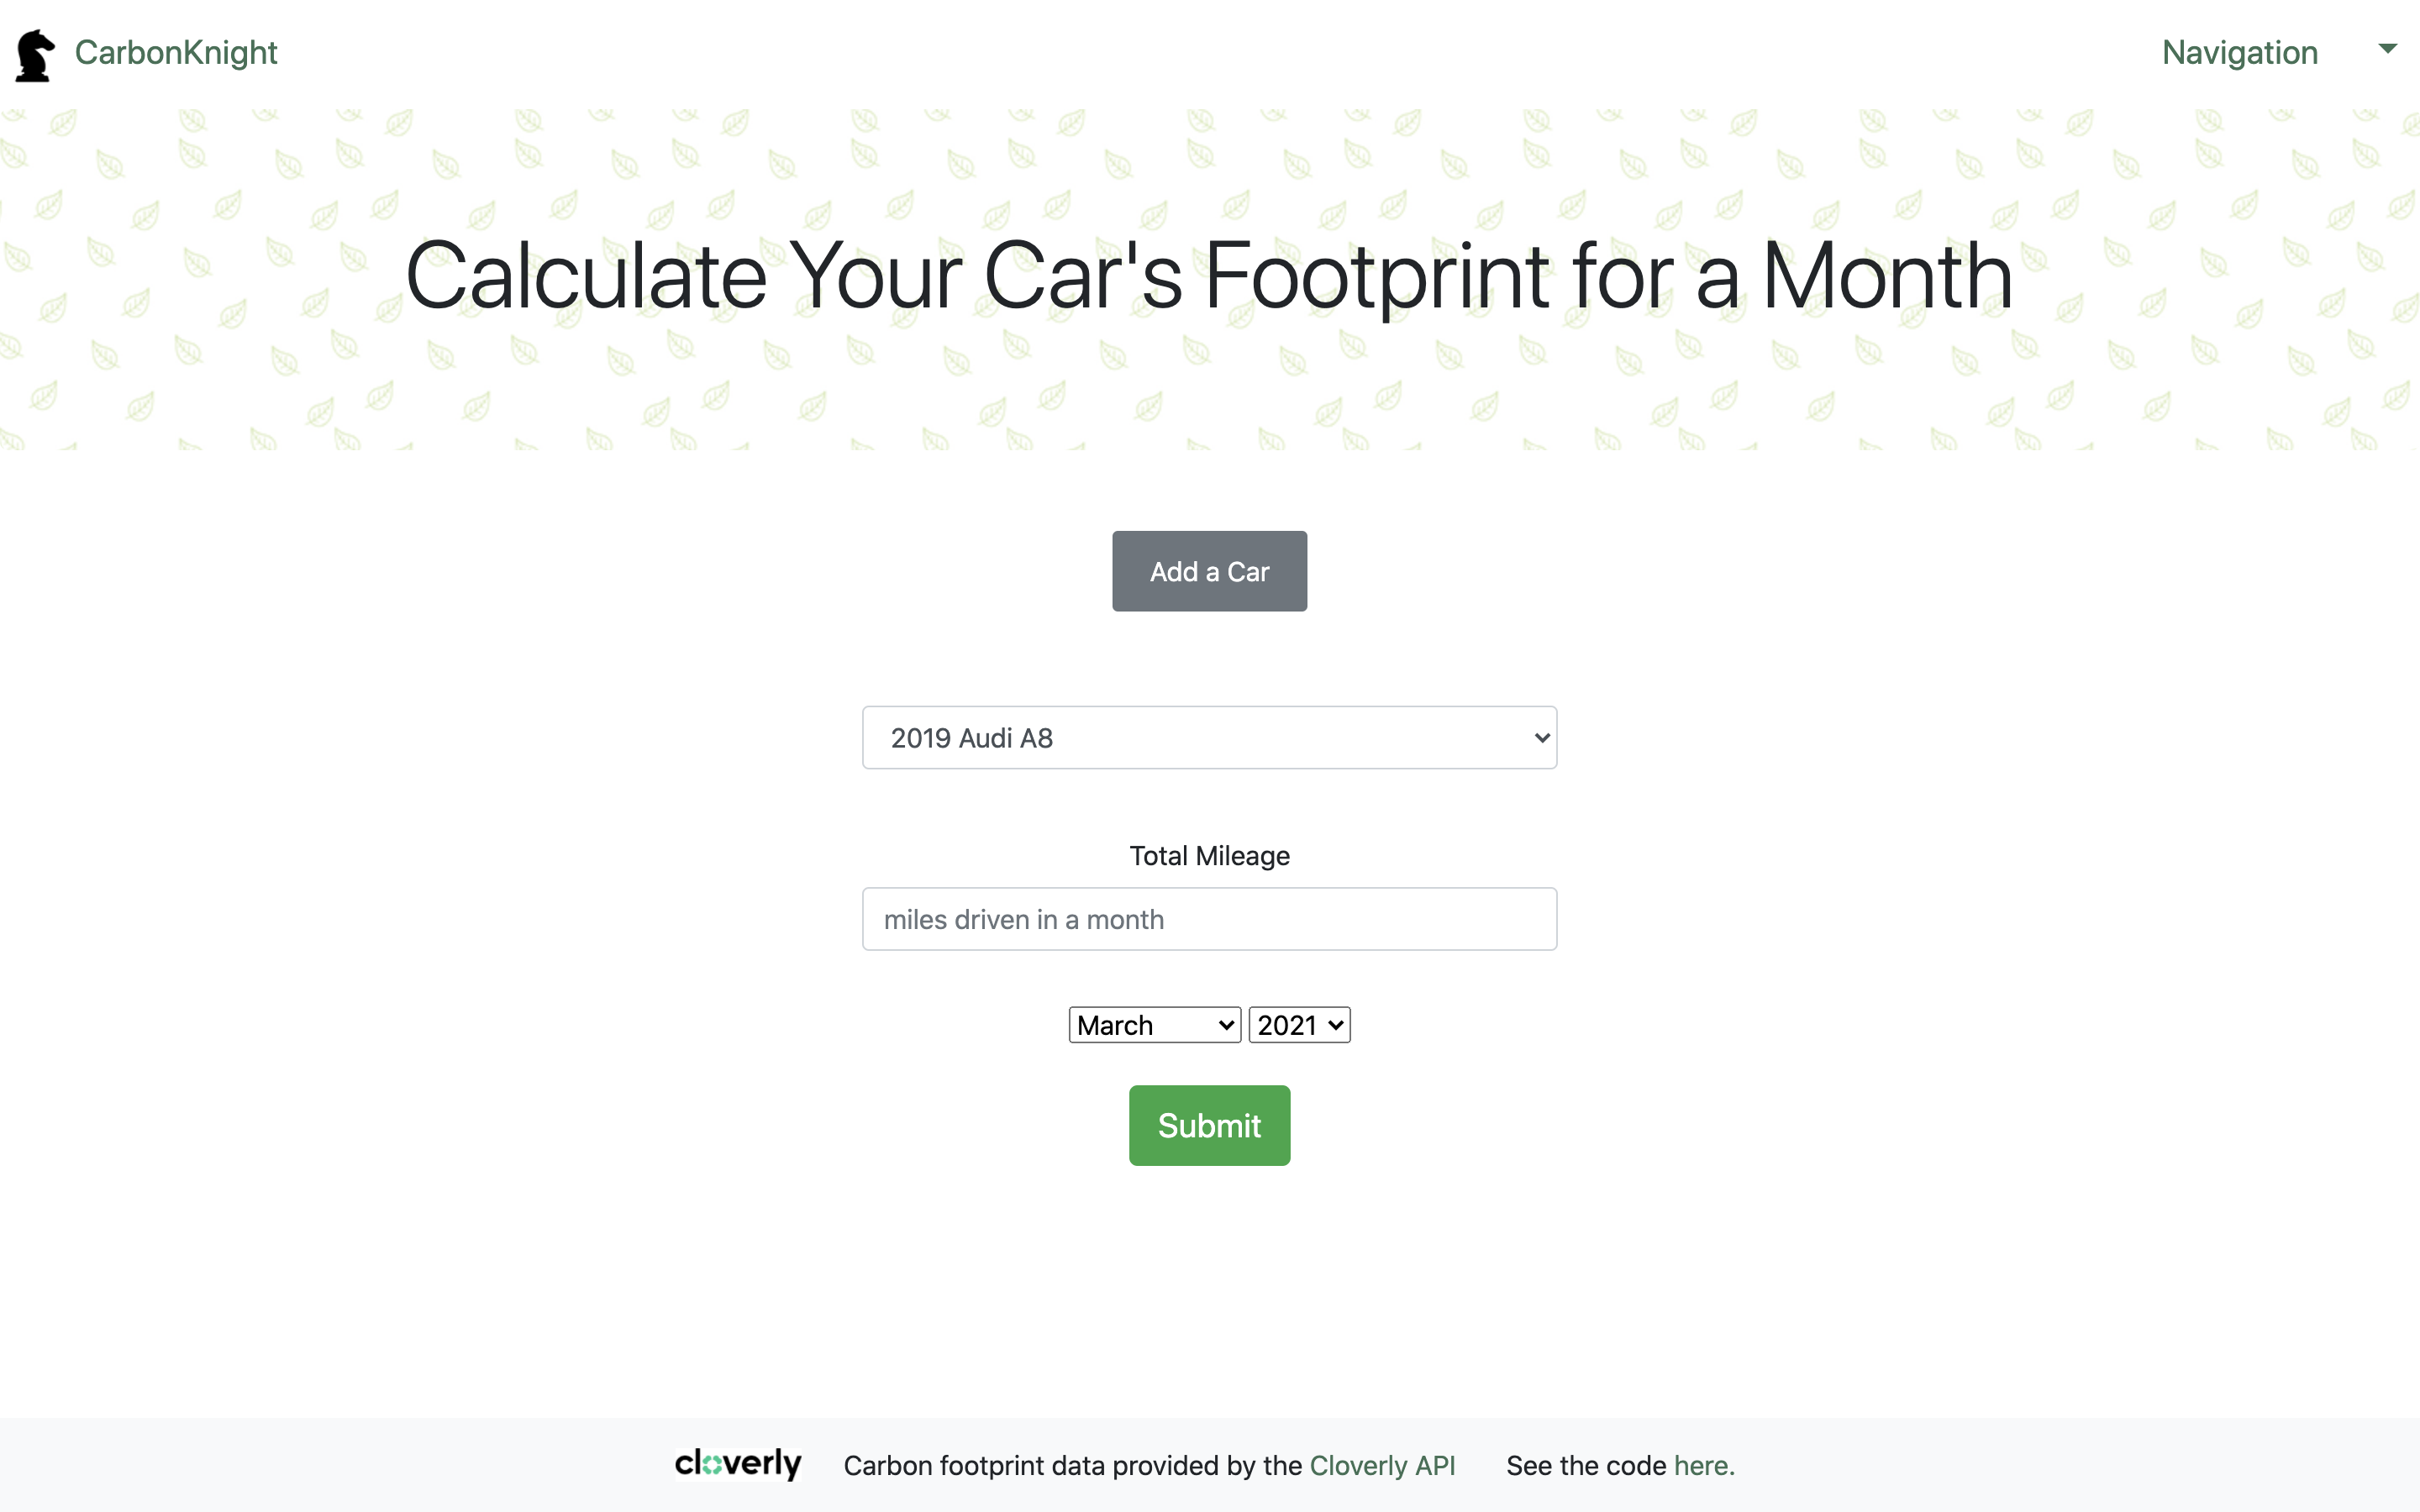 CarbonKnight
Navigation
Calculate Your Car's Footprint for a Month
Add a Car
2019 Audi A8
Total Mileage
miles driven in a month
March 2021
Submit
cloverly Carbon footprint data provided by the Cloverly API See the code here.